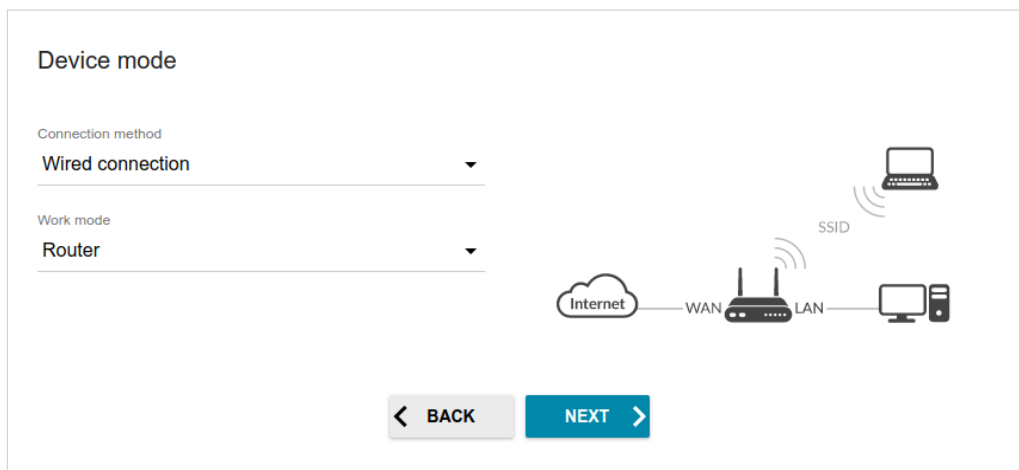 Device mode
Connection method
Wired connection
Work mode
Router
SSID
Internet
WAN
LAN
BACK
NEXT